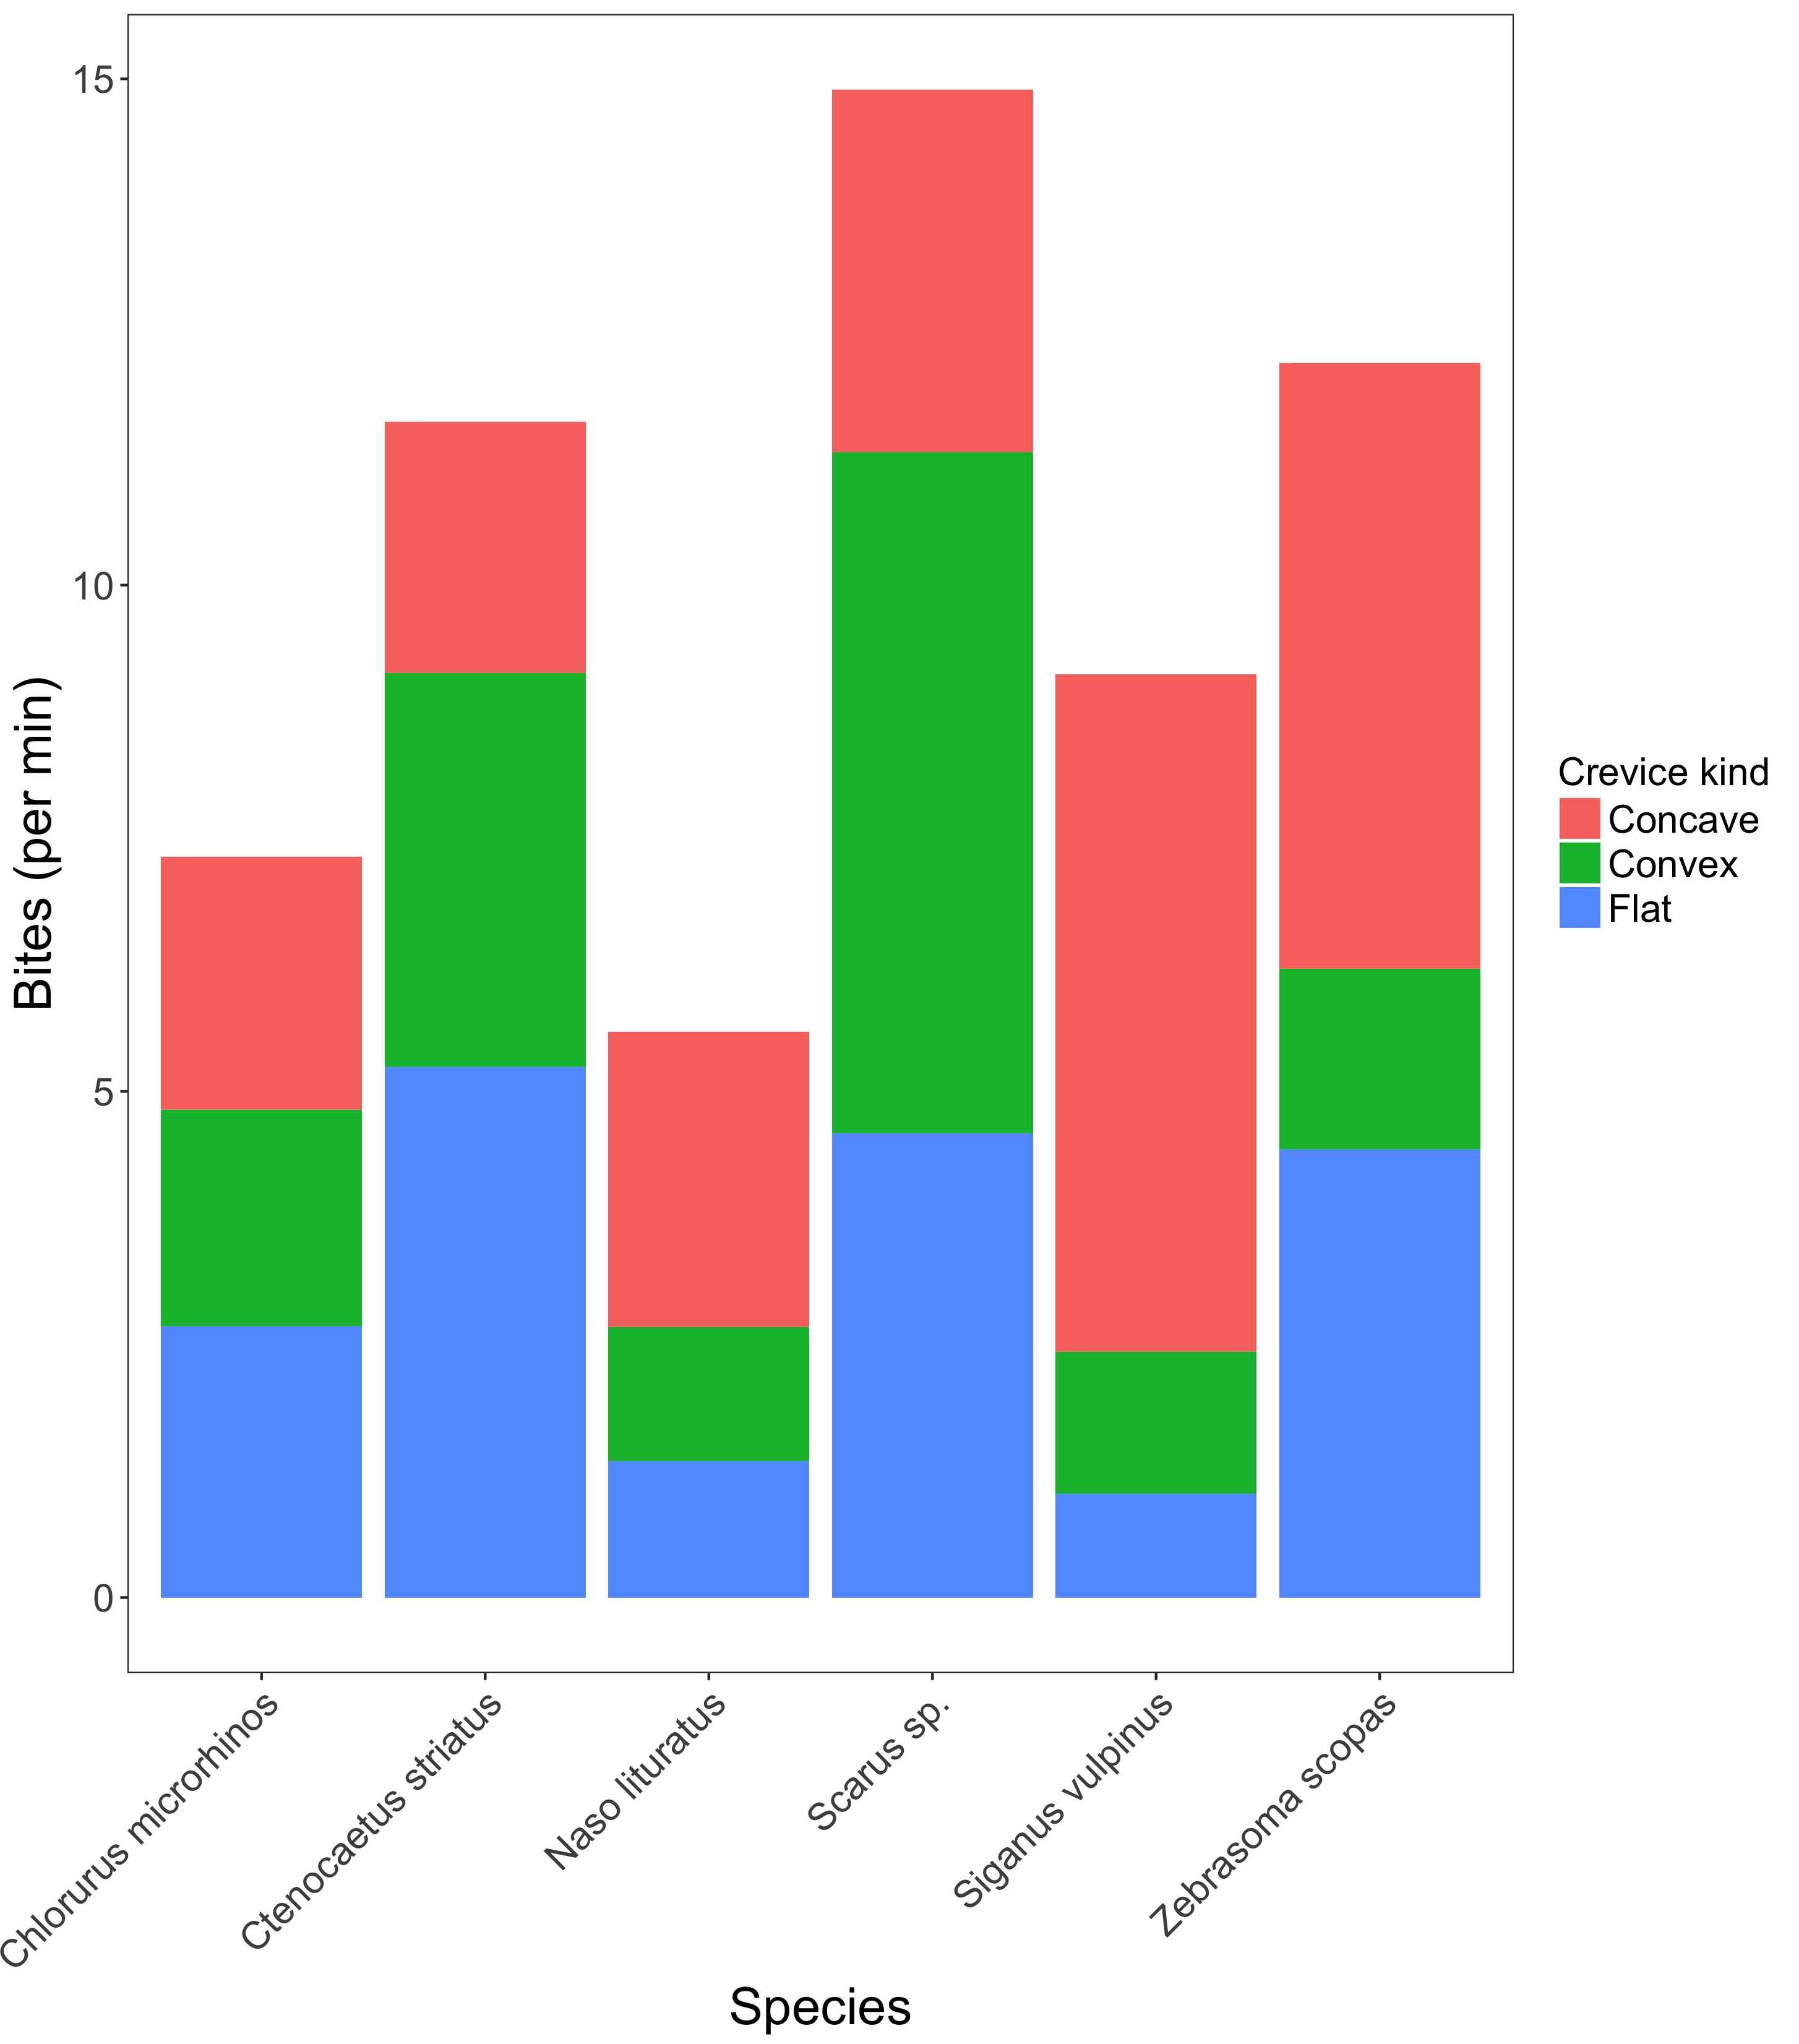 15
10
5
0
Bites (per min)
Chlorurus microrhinos
Ctenocaetus striatus
Naso lituratus
Scarus sp.
Siganus vulpinus
Zebrasoma scopas
Species
Crevice kind
Concave
Convex
Flat